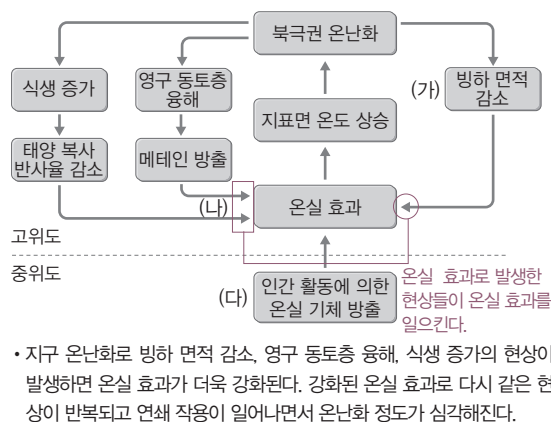 북극권 온난화
식생 증가
영구 동토층
융해
(가)
빙하 면적
감소
지표면 온도 상승
태양 복사
반사율 감소
메테인 방출
(나)
온실 효과
고위도
중위도
(다)
인간 활동에 의한
온실 기체 방출
온실 효과로 발생한
현상들이 온실 효과를
일으킨다.
• 지구 온난화로 빙하 면적 감소, 영구 동토층 융해, 식생 증가의 현상이
발생하면 온실 효과가 더욱 강화된다. 강화된 온실 효과로 다시 같은 현
상이 반복되고 연쇄 작용이 일어나면서 온난화 정도가 심각해진다.